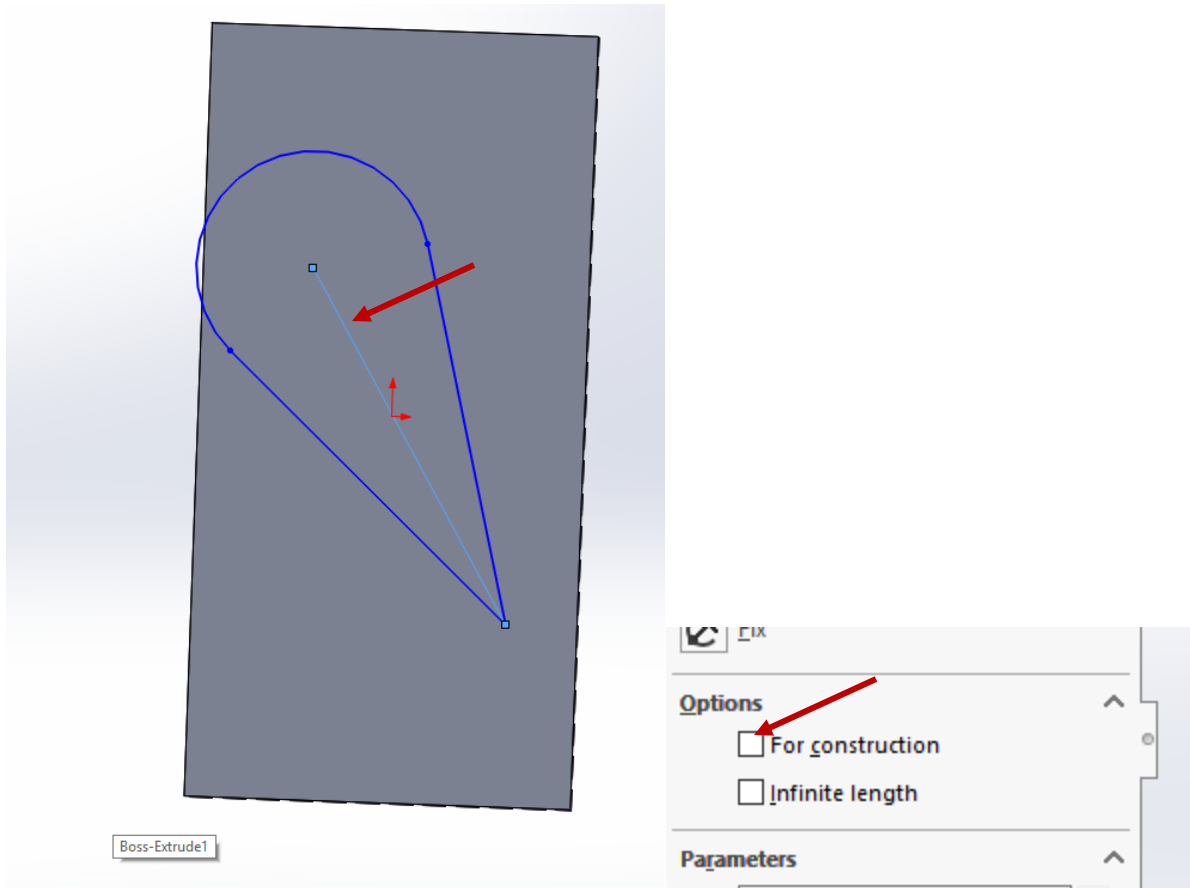 Boss-Extrude1
Fix
Options
For construction
Infinite length
Parameters